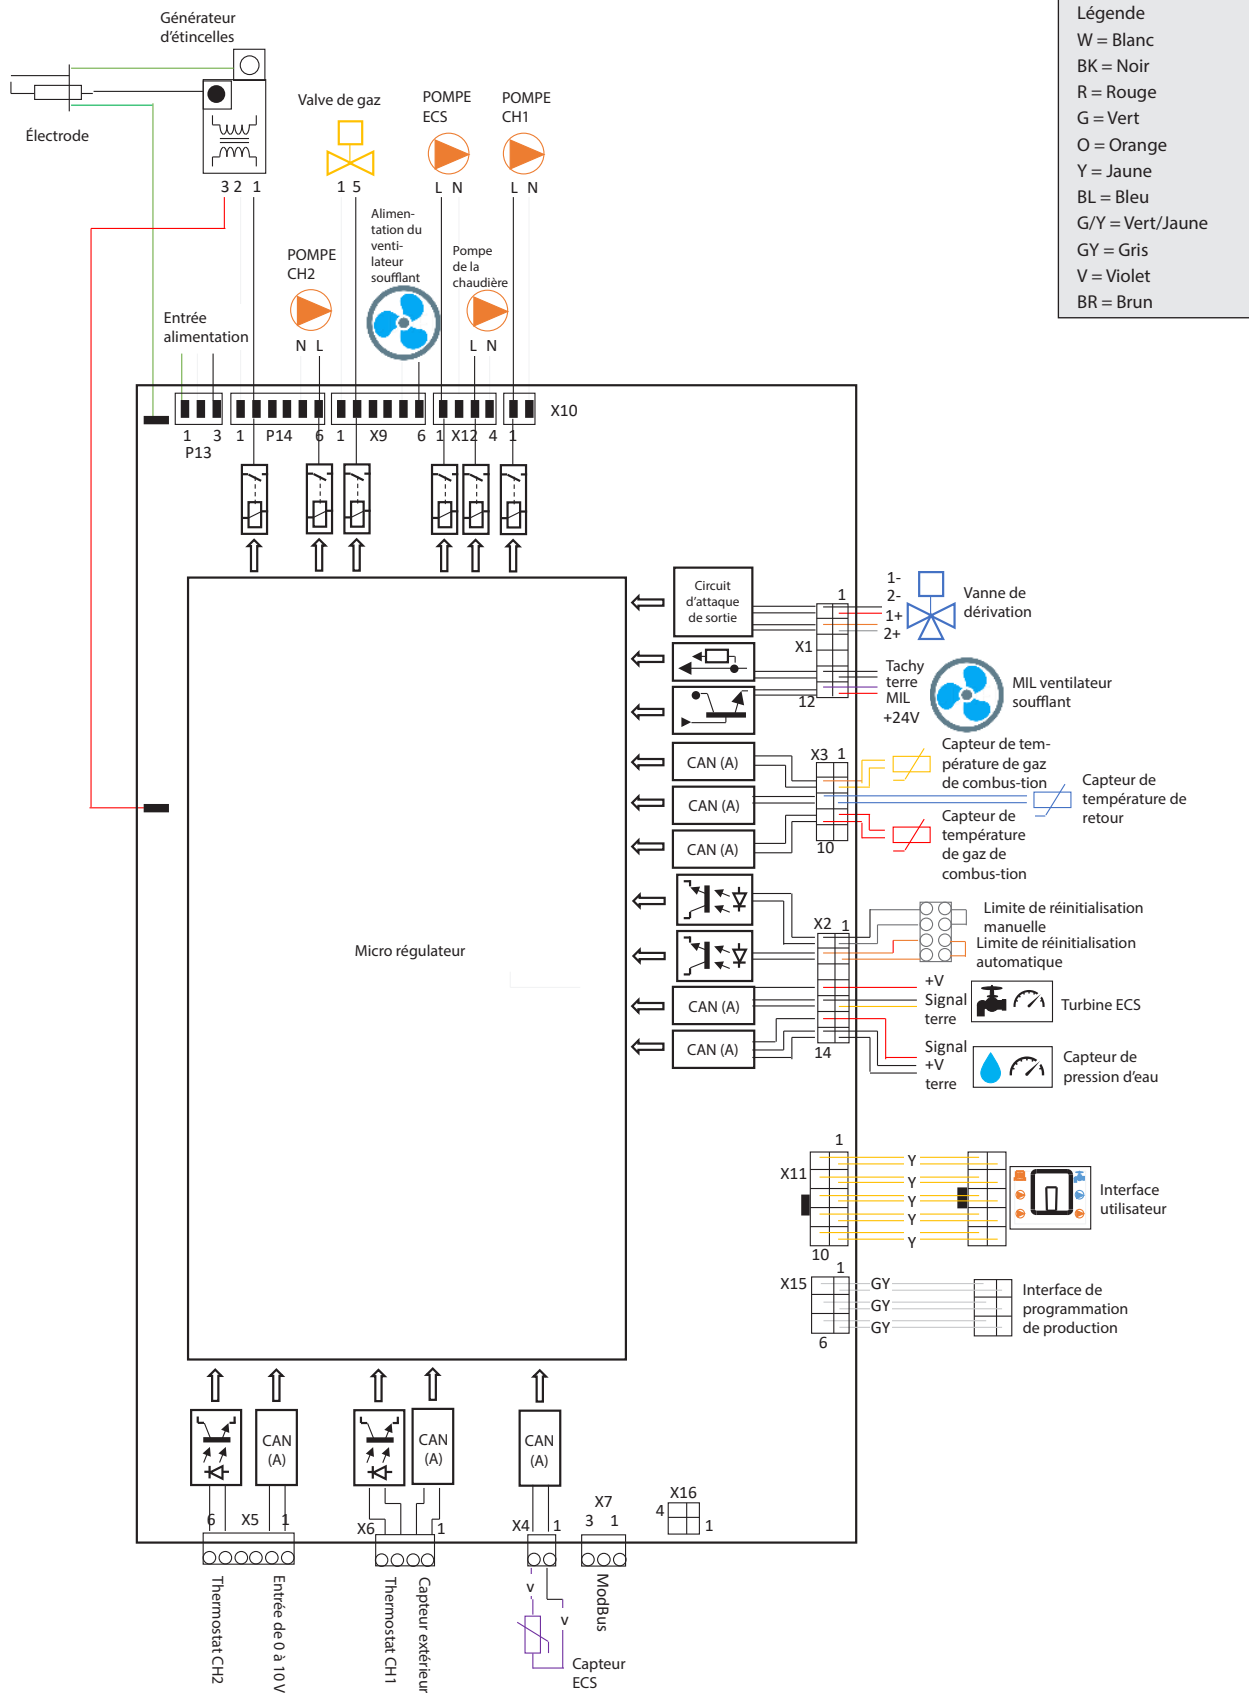 Légende
W = Blanc
BK = Noir
R = Rouge
G = Vert
O = Orange
Y = Jaune
BL = Bleu
G/Y = Vert/Jaune
GY = Gris
V = Violet
BR = Brun
Générateur
d'étincelles
Électrode
3 2 1
Valve de gaz
1 5
POMPE
ECS
L N
POMPE
CH1
L N
Alimen-
tation du
venti-
lateur
soufflant
POMPE
CH2
N L
Pompe
de la
chaudière
L N
Entrée
alimentation
X10
1 3
P13
1 P14 6
1 X9 6
1 X12 4
1
Micro régulateur
Circuit
d'attaque
de sortie
1
X1
12
1-
2-
1+
2+
Vanne de
dérivation
Tachy
terre
MIL
+24V
MIL ventilateur
soufflant
CAN (A)
CAN (A)
CAN (A)
X3 1
10
Capteur de tem-
pérature de gaz
de combus-tion
Capteur de
température de
retour
Capteur de
température
de gaz de
combus-tion
X2 1
14
Limite de réinitialisation
manuelle
Limite de réinitialisation
automatique
CAN (A)
CAN (A)
+V
Signal
terre
Turbine ECS
Signal
+V
terre
Capteur de
pression d'eau
1
X11
10
Y
Y
Y
Y
Y
Interface
utilisateur
1
X15
6
GY
GY
GY
Interface de
programmation
de production
CAN
(A)
CAN
(A)
CAN
(A)
6 X5 1
X6 1
X4 1
X7
3 1
X16
4
1
Thermostat CH2
Entrée de 0 à 10 V
Thermostat CH1
Capteur extérieur
V
V
ModBus
Capteur
ECS